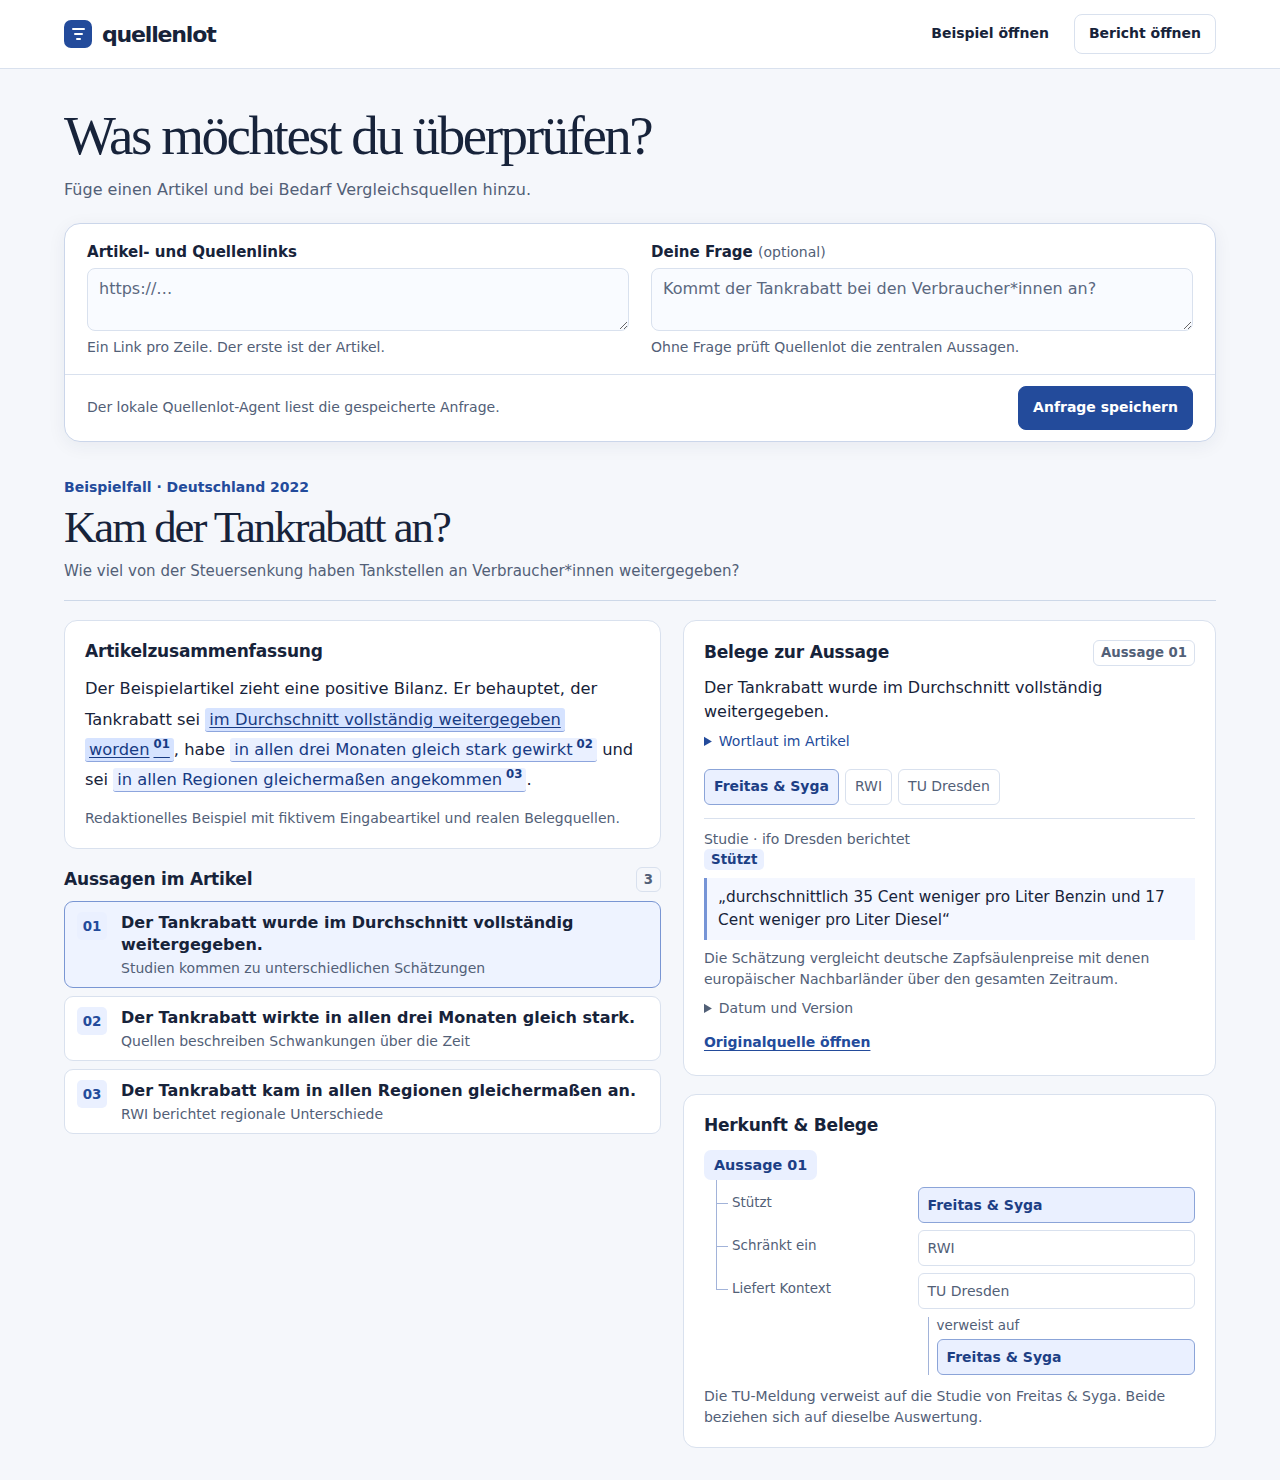 quellenlot
Beispiel öffnen
Bericht öffnen
Was möchtest du überprüfen?
Füge einen Artikel und bei Bedarf Vergleichsquellen hinzu.
Artikel- und Quellenlinks
https://…
Ein Link pro Zeile. Der erste ist der Artikel.
Deine Frage (optional)
Kommt der Tankrabatt bei den Verbraucher*innen an?
Ohne Frage prüft Quellenlot die zentralen Aussagen.
Der lokale Quellenlot-Agent liest die gespeicherte Anfrage.
Anfrage speichern
Beispielfall · Deutschland 2022
Kam der Tankrabatt an?
Wie viel von der Steuersenkung haben Tankstellen an Verbraucher*innen weitergegeben?
Artikelzusammenfassung
Der Beispielartikel zieht eine positive Bilanz. Er behauptet, der
Tankrabatt sei im Durchschnitt vollständig weitergegeben
worden 01, habe in allen drei Monaten gleich stark gewirkt 02 und
sei in allen Regionen gleichermaßen angekommen 03.
Redaktionelles Beispiel mit fiktivem Eingabeartikel und realen Belegquellen.
Aussagen im Artikel
3
01
Der Tankrabatt wurde im Durchschnitt vollständig
weitergegeben.
Studien kommen zu unterschiedlichen Schätzungen
02
Der Tankrabatt wirkte in allen drei Monaten gleich stark.
Quellen beschreiben Schwankungen über die Zeit
03
Der Tankrabatt kam in allen Regionen gleichermaßen an.
RWI berichtet regionale Unterschiede
Belege zur Aussage
Aussage 01
Der Tankrabatt wurde im Durchschnitt vollständig
weitergegeben.
Wortlaut im Artikel
Freitas & Syga
RWI
TU Dresden
Studie · ifo Dresden berichtet
Stützt
„durchschnittlich 35 Cent weniger pro Liter Benzin und 17
Cent weniger pro Liter Diesel“
Die Schätzung vergleicht deutsche Zapfsäulenpreise mit denen
europäischer Nachbarländer über den gesamten Zeitraum.
Datum und Version
Originalquelle öffnen
Herkunft & Belege
Aussage 01
Stützt
Freitas & Syga
Schränkt ein
RWI
Liefert Kontext
TU Dresden
verweist auf
Freitas & Syga
Die TU-Meldung verweist auf die Studie von Freitas & Syga. Beide
beziehen sich auf dieselbe Auswertung.